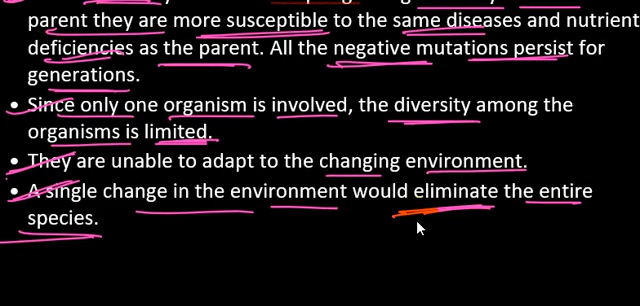 parent they are more susceptible to the same diseases and nutrient
deficiencies as the parent. All the negative mutations persist for
generations.
• Since only one organism is involved, the diversity among the
organisms is limited.
• They are unable to adapt to the changing environment.
• A single change in the environment would eliminate the entire
species.